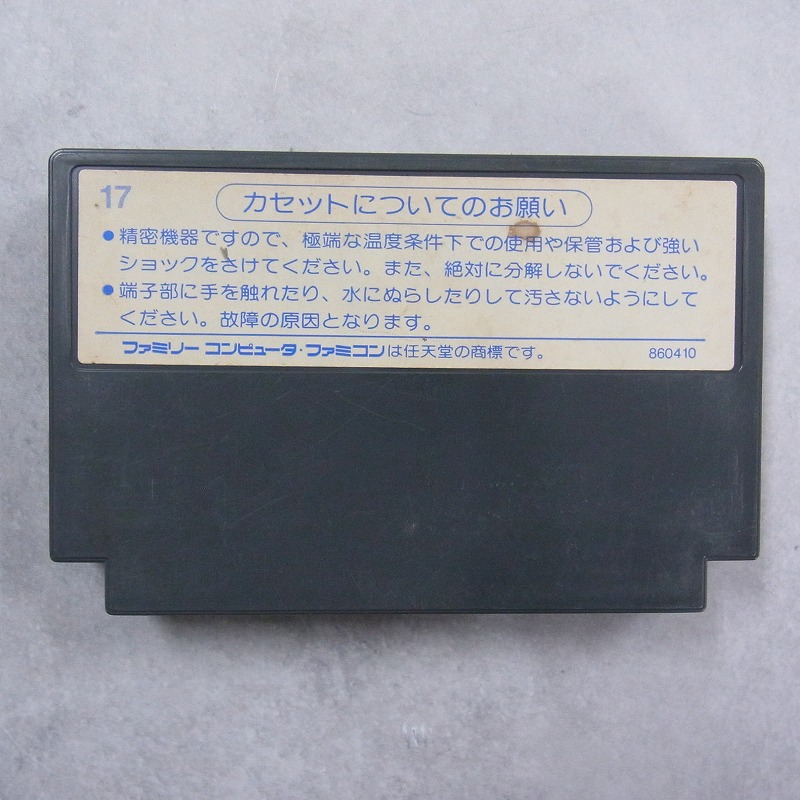 17
カセットについてのお願い
●精密機器ですので、極端な温度条件下での使用や保管および強い
ショックをさけてください。また、絶対に分解しないでください。
●端子部に手を触れたり、水にぬらしたりして汚さないようにして
ください。故障の原因となります。
ファミリー コンピュータ・ファミコンは任天堂の商標です。
860410